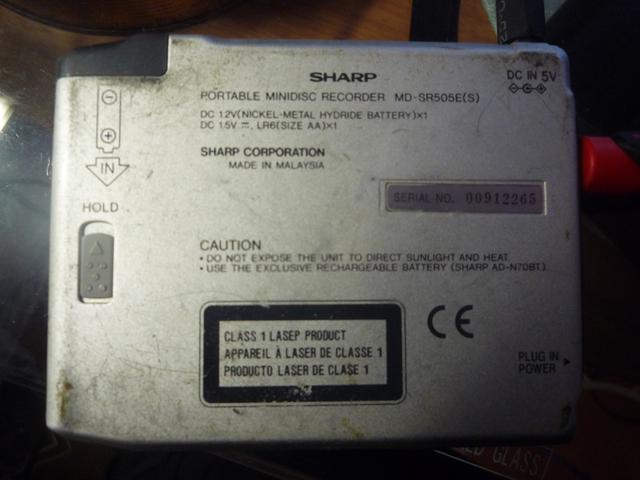 SHARP
PORTABLE MINIDISC RECORDER MD-SR505E(S)
DC 1.2V(NICKEL-METAL HYDRIDE BATTERY)×1
DC 1.5V ⎓, LR6(SIZE AA)×1
DC IN 5V
SHARP CORPORATION
MADE IN MALAYSIA
IN
HOLD
SERIAL NO. 00912265
CAUTION
• DO NOT EXPOSE THE UNIT TO DIRECT SUNLIGHT AND HEAT.
• USE THE EXCLUSIVE RECHARGEABLE BATTERY (SHARP AD-N70BT).
CLASS 1 LASER PRODUCT
APPAREIL À LASER DE CLASSE 1
PRODUCTO LASER DE CLASE 1
CE
PLUG IN
POWER
GLASS